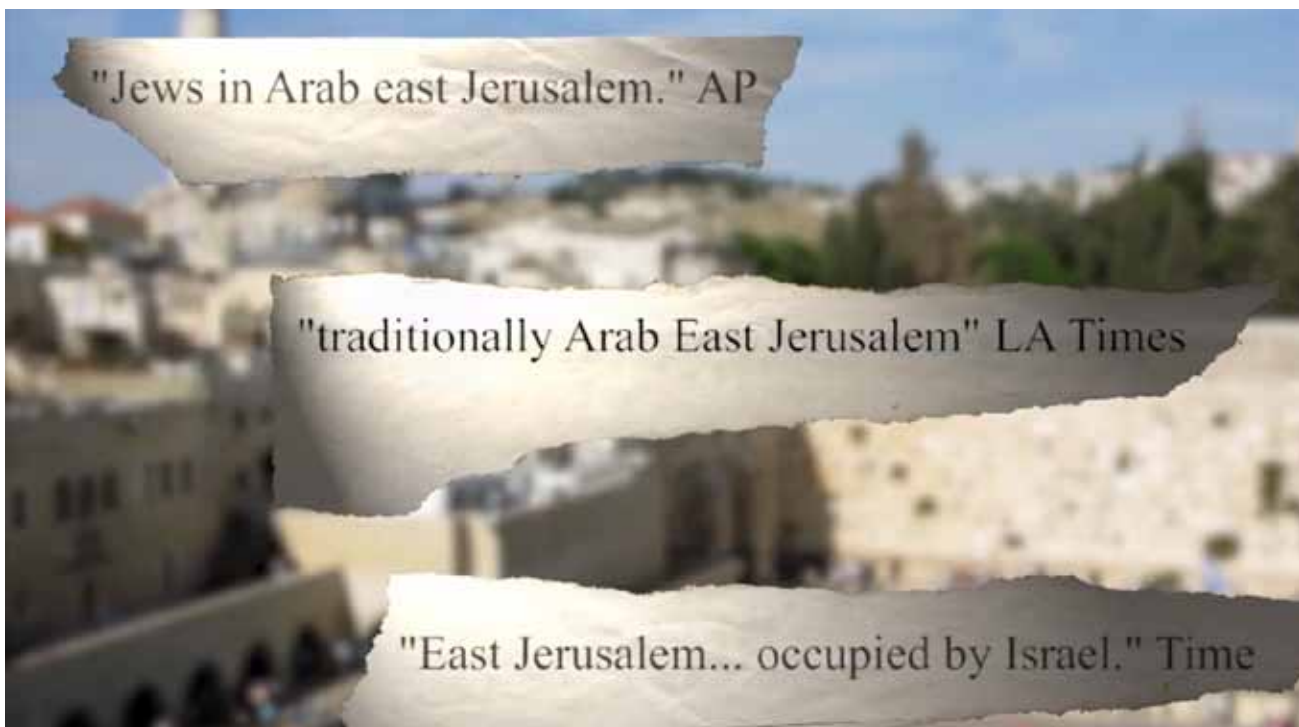 "Jews in Arab east Jerusalem." AP
"traditionally Arab East Jerusalem" LA Times
"East Jerusalem... occupied by Israel." Time